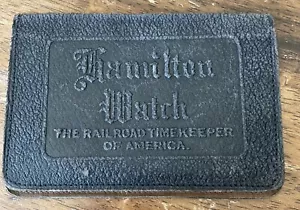 Hamilton
Watch
THE RAILROAD TIMEKEEPER
OF AMERICA.